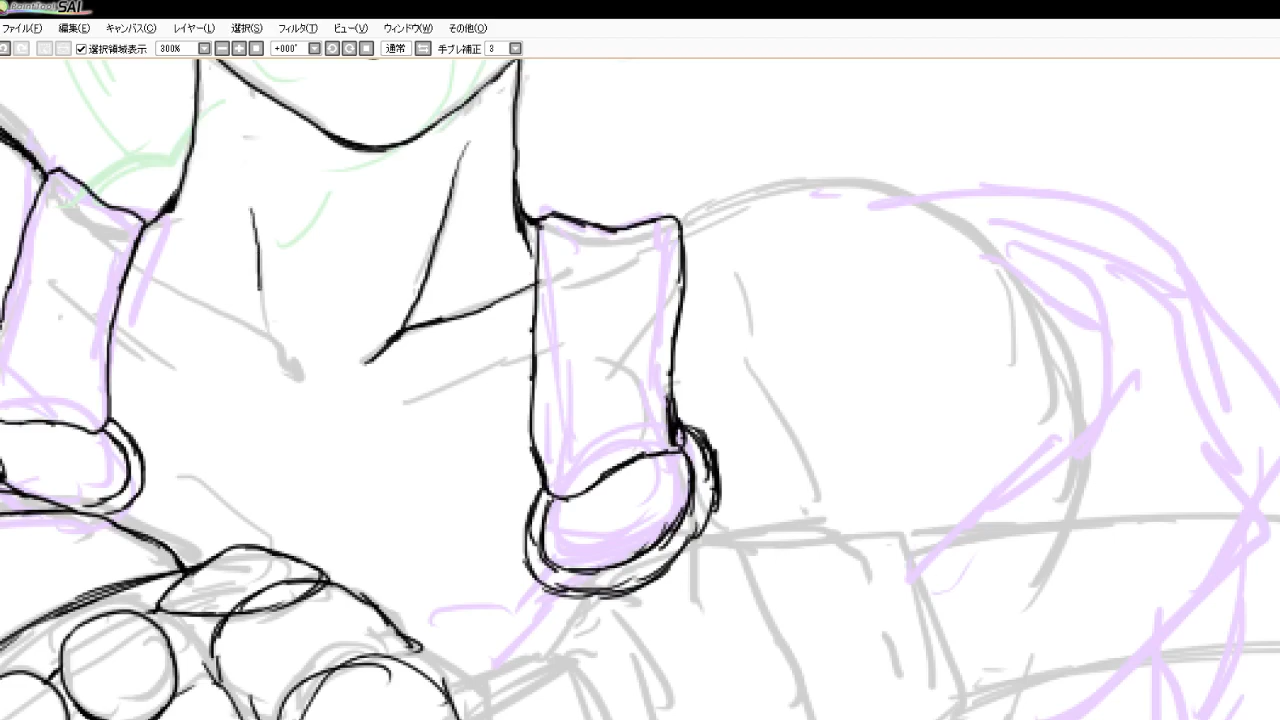 PaintTool SAI
ファイル(F) 編集(E) キャンバス(C) レイヤー(L) 選択(S) フィルタ(T) ビュー(V) ウィンドウ(W) その他(O)
選択領域表示 300% +000° 通常 手ブレ補正 3